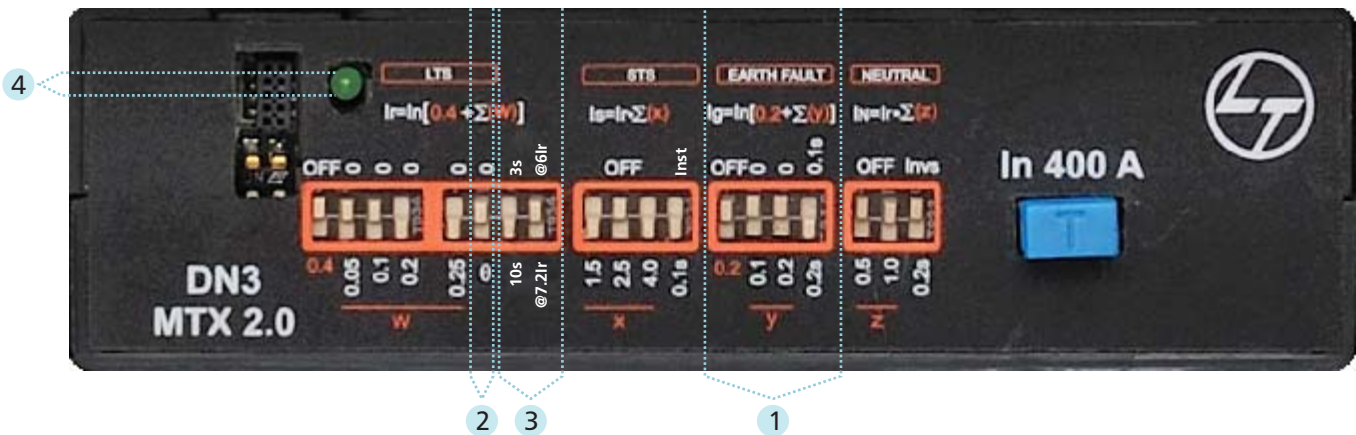 4
LTS
STS
EARTH FAULT
NEUTRAL
Ir=In[0.4+Σ(W)]
Is=Ir*Σ(x)
Ig=In[0.2+Σ(y)]
IN=Ir*Σ(z)
OFF 0 0 0 0 0 3s @6Ir
OFF Inst
OFF 0 0 0.1s
OFF Invs
In 400 A
T
0.4 0.05 0.1 0.2 0.25 0 10s @7.2Ir
1.5 2.5 4.0 0.1s
0.2 0.1 0.2 0.2s
0.5 1.0 0.2s
w
x
y
z
DN3
MTX 2.0
2
3
1